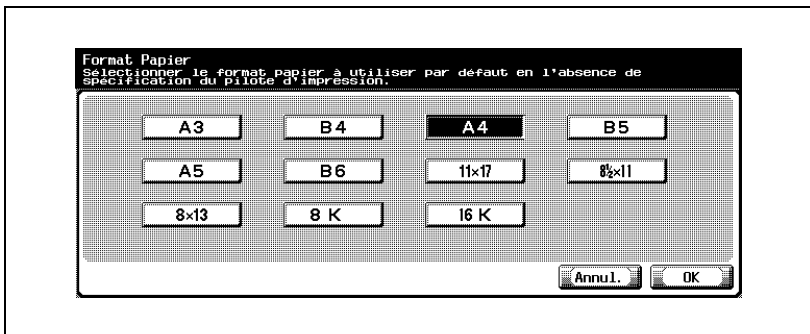 Format Papier
Sélectionner le format papier à utiliser par défaut en l'absence de
spécification du pilote d'impression.
A3 B4 A4 B5
A5 B6 11×17 8½×11
8×13 8 K 16 K
Annul. OK